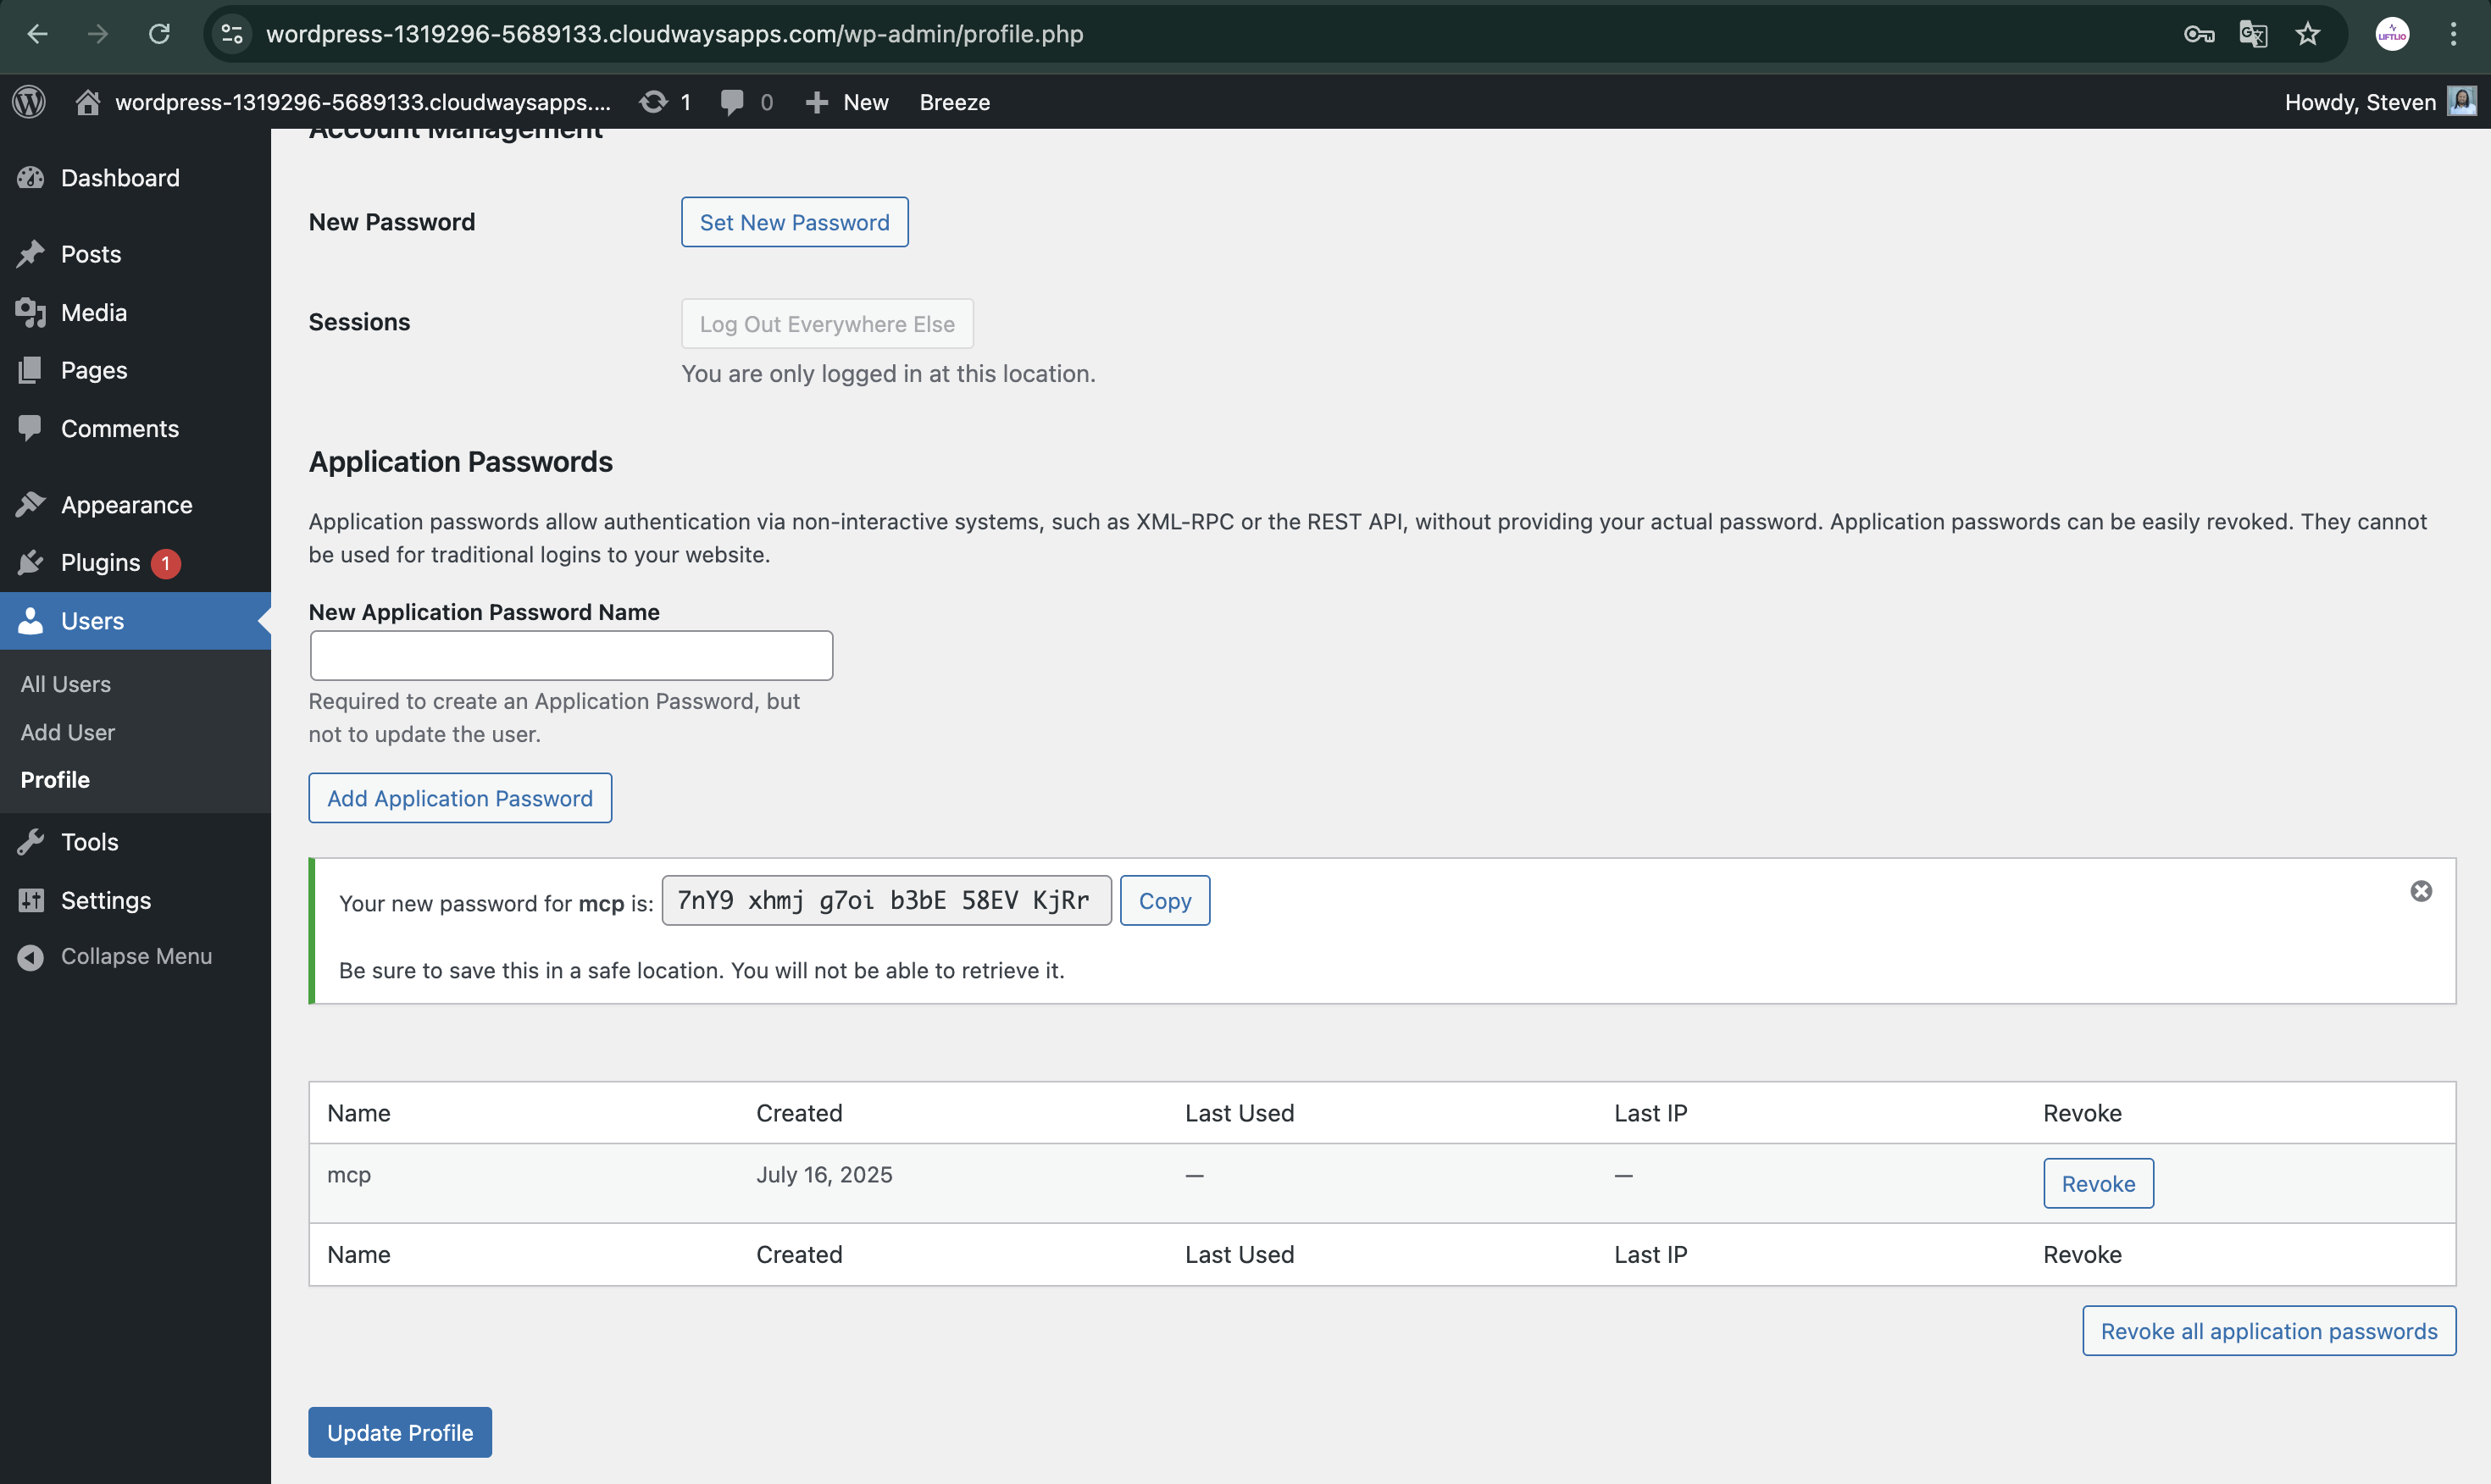 wordpress-1319296-5689133.cloudwaysapps.com/wp-admin/profile.php
LIFTLIO
wordpress-1319296-5689133.cloudwaysapps....
1
0
New
Breeze
Howdy, Steven
Dashboard
Posts
Media
Pages
Comments
Appearance
Plugins 1
Users
All Users
Add User
Profile
Tools
Settings
Collapse Menu
Account Management
New Password
Set New Password
Sessions
Log Out Everywhere Else
You are only logged in at this location.
Application Passwords
Application passwords allow authentication via non-interactive systems, such as XML-RPC or the REST API, without providing your actual password. Application passwords can be easily revoked. They cannot
be used for traditional logins to your website.
New Application Password Name
Required to create an Application Password, but
not to update the user.
Add Application Password
Your new password for mcp is: 7nY9 xhmj g7oi b3bE 58EV KjRr Copy
Be sure to save this in a safe location. You will not be able to retrieve it.
Name Created Last Used Last IP Revoke
mcp July 16, 2025 — — Revoke
Name Created Last Used Last IP Revoke
Revoke all application passwords
Update Profile